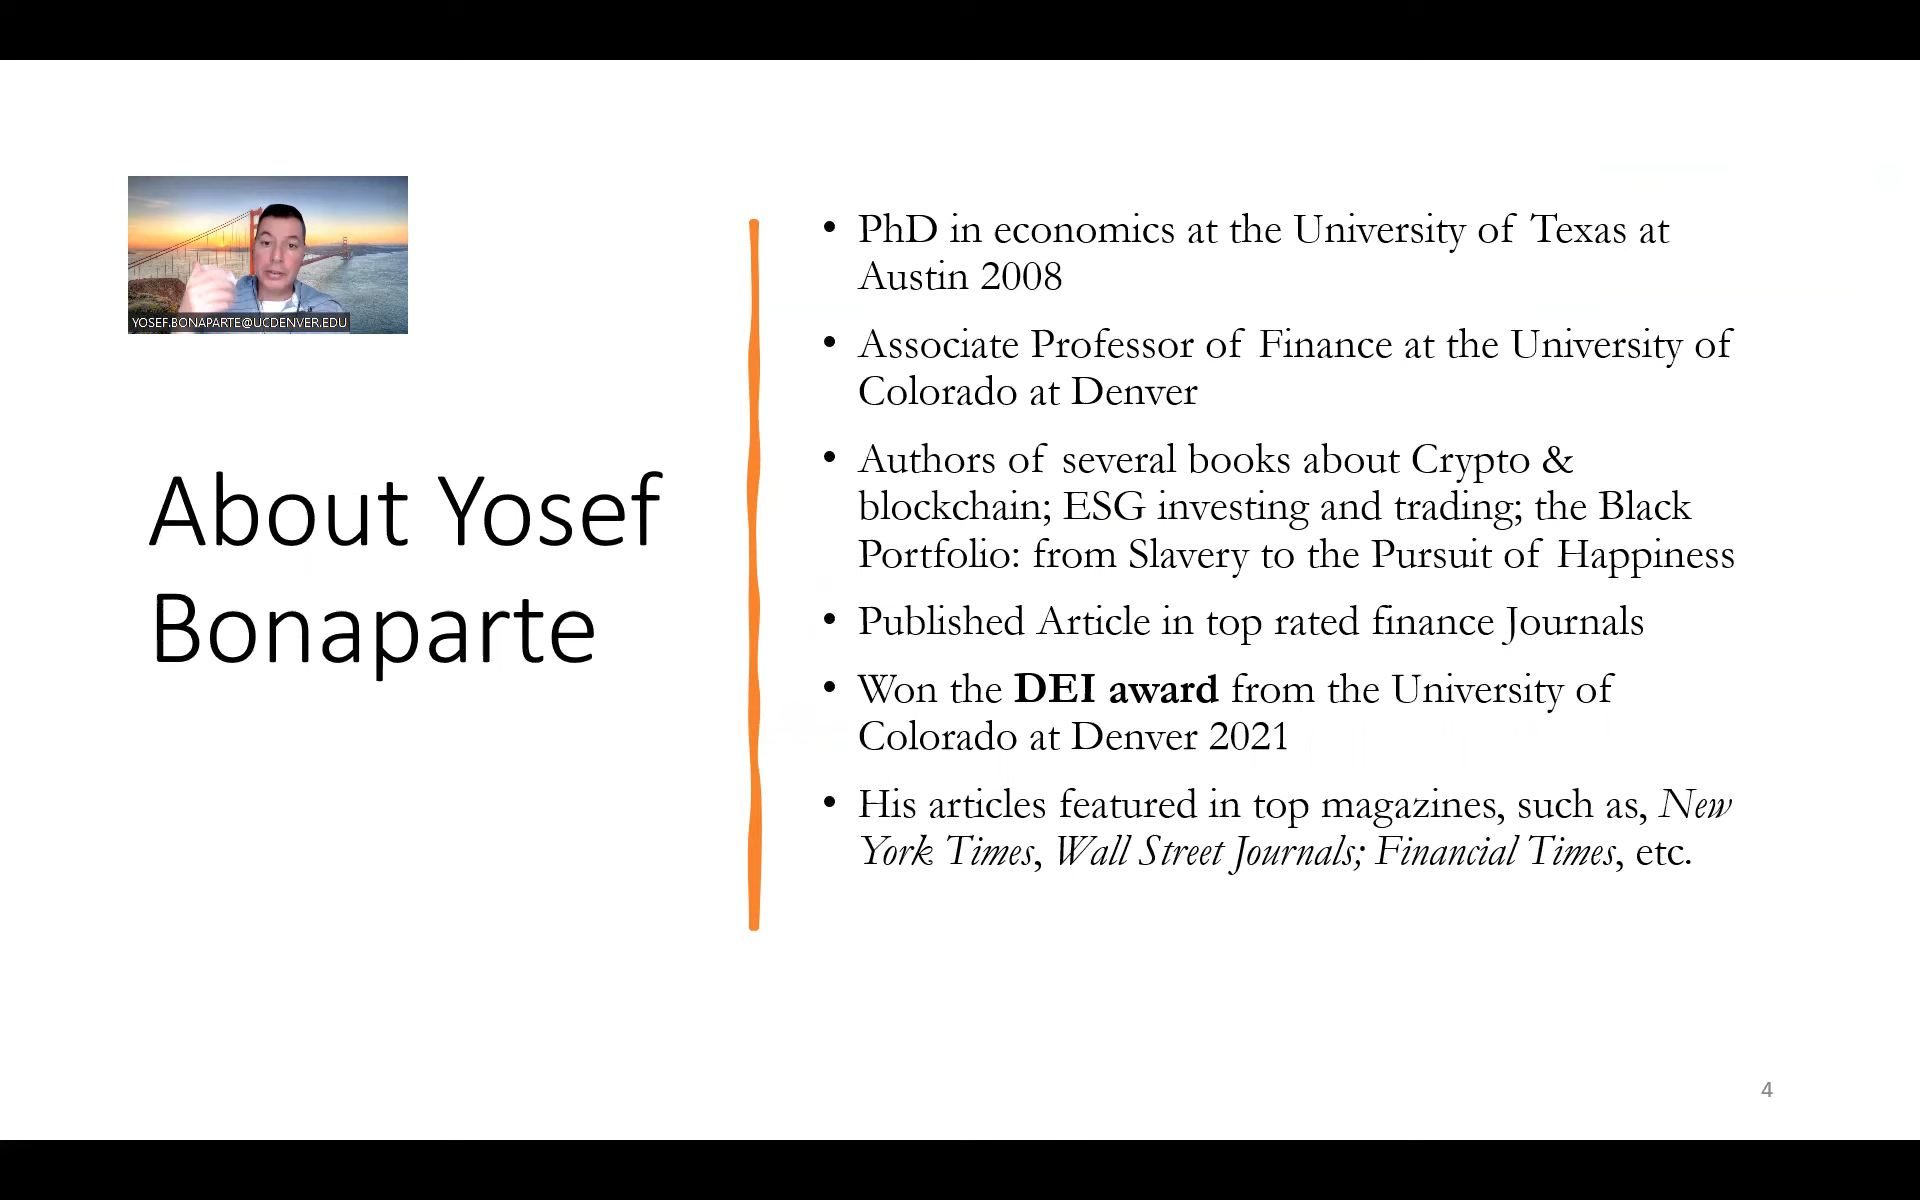 YOSEF.BONAPARTE@UCDENVER.EDU
About Yosef
Bonaparte
• PhD in economics at the University of Texas at
Austin 2008
• Associate Professor of Finance at the University of
Colorado at Denver
• Authors of several books about Crypto &
blockchain; ESG investing and trading; the Black
Portfolio: from Slavery to the Pursuit of Happiness
• Published Article in top rated finance Journals
• Won the DEI award from the University of
Colorado at Denver 2021
• His articles featured in top magazines, such as, New
York Times, Wall Street Journals; Financial Times, etc.
4